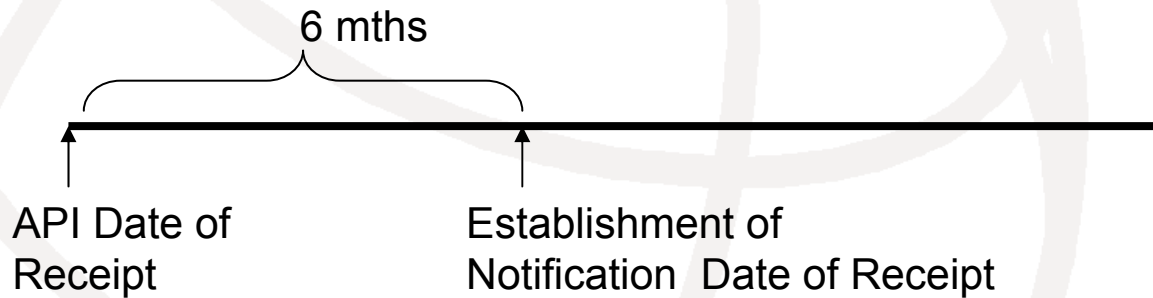 6 mths
API Date of
Receipt
Establishment of
Notification Date of Receipt